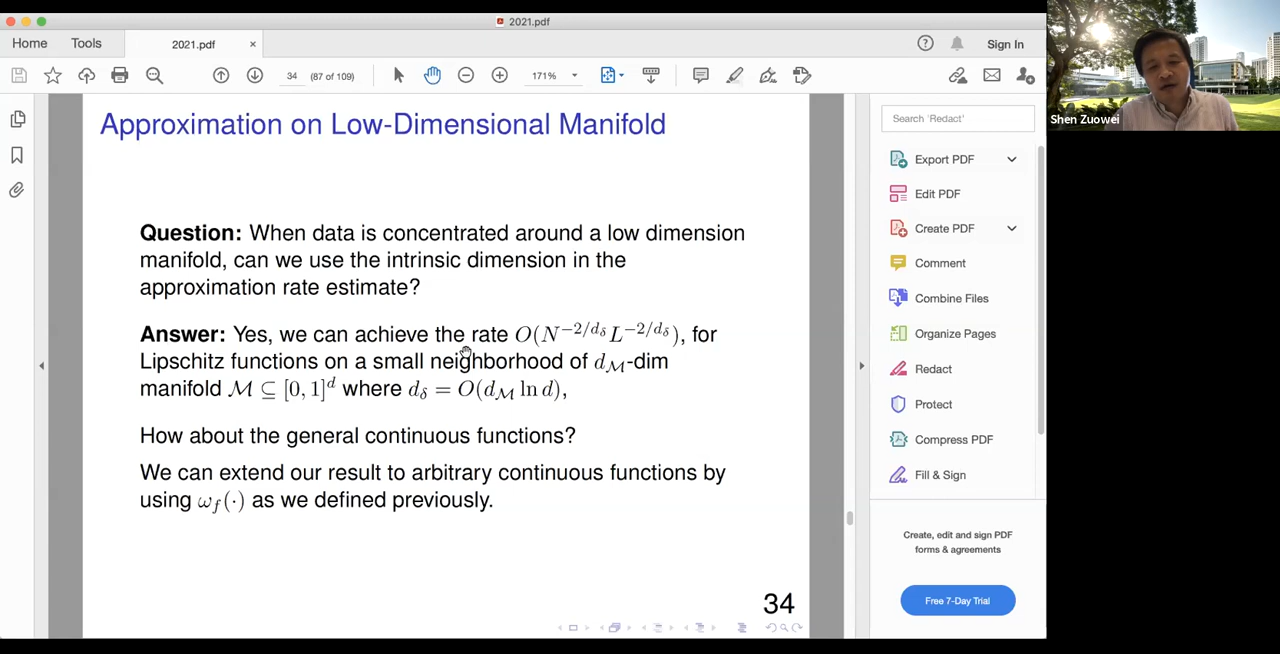 2021.pdf
Home Tools 2021.pdf × Sign In
34 (87 of 109) 171%
Approximation on Low-Dimensional Manifold
Question: When data is concentrated around a low dimension
manifold, can we use the intrinsic dimension in the
approximation rate estimate?
Answer: Yes, we can achieve the rate O(N^{-2/d_δ} L^{-2/d_δ}), for
Lipschitz functions on a small neighborhood of d_ℳ-dim
manifold ℳ ⊆ [0, 1]^d where d_δ = O(d_ℳ ln d),
How about the general continuous functions?
We can extend our result to arbitrary continuous functions by
using ω_f(·) as we defined previously.
34
Search 'Redact'
Export PDF
Edit PDF
Create PDF
Comment
Combine Files
Organize Pages
Redact
Protect
Compress PDF
Fill & Sign
Create, edit and sign PDF
forms & agreements
Free 7-Day Trial
Shen Zuowei